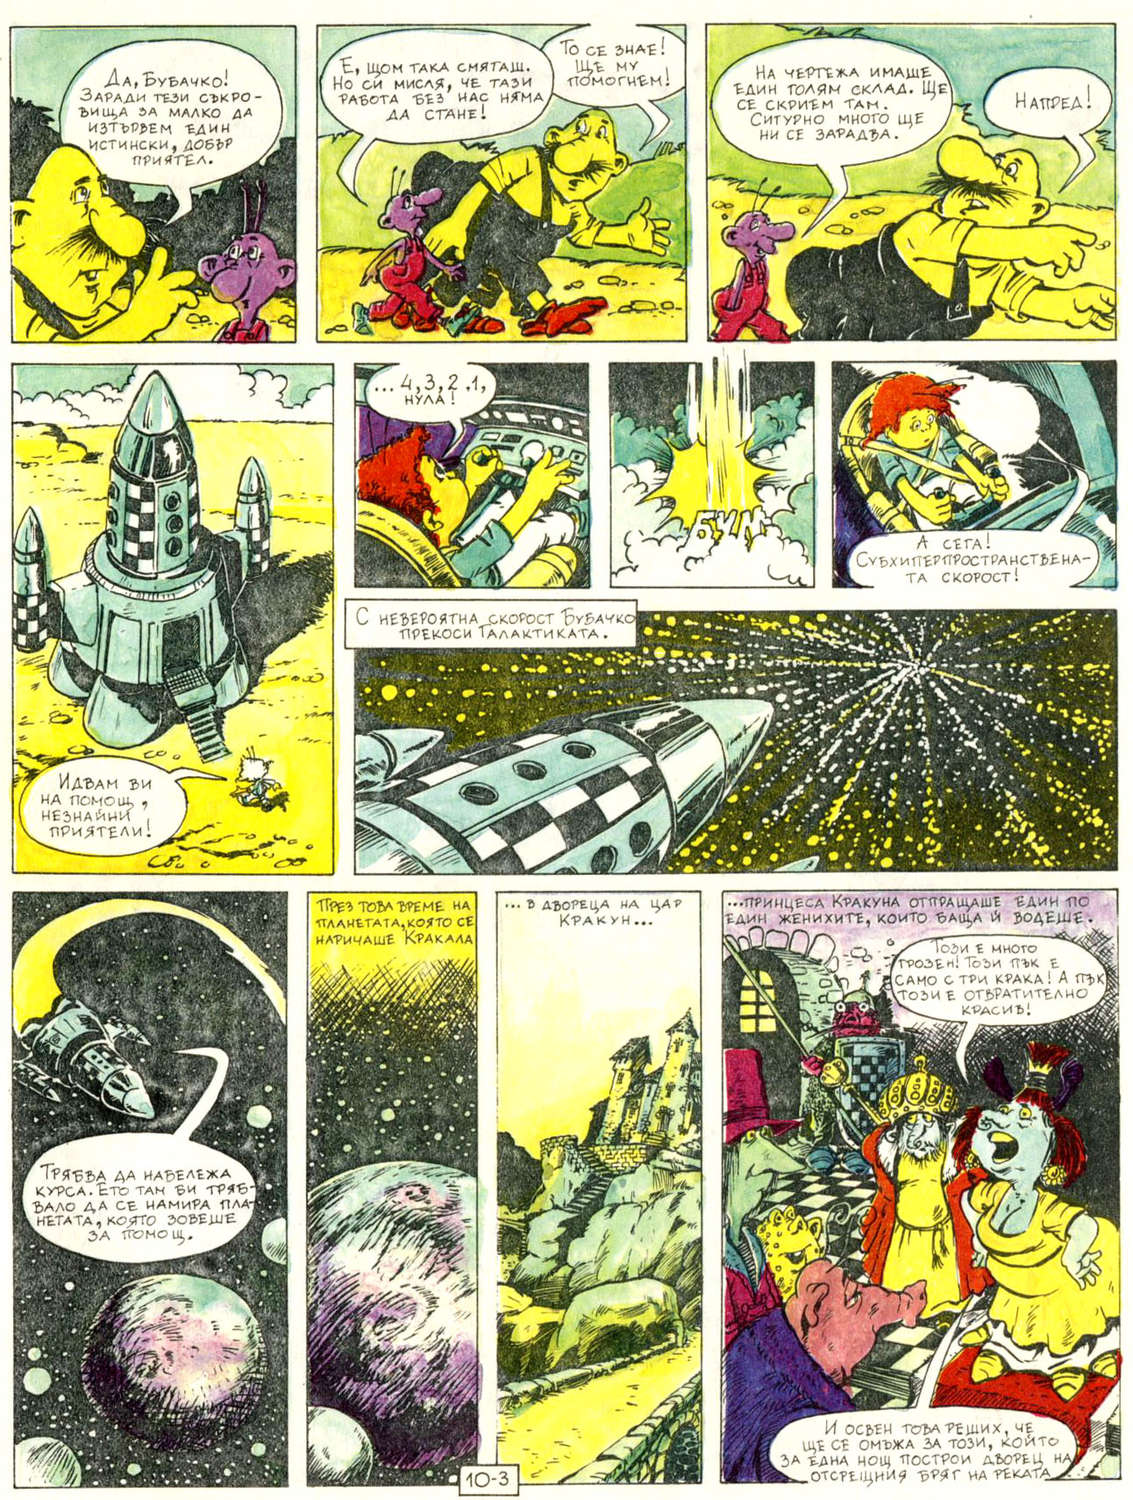 Да, Бубачко!
Заради тези съкро-
вища за малко да
изтървем един
истински, добър
приятел.
Е, щом така смяташ.
Но си мисля, че тази
работа без нас няма
да стане!
То се знае!
Ще му
помогнем!
На чертежа имаше
един голям склад. Ще
се скрием там.
Сигурно много ще
ни се зарадва.
Напред!
Идвам ви
на помощ,
незнайни
приятели!
... 4, 3, 2, 1,
нула!
БУМ
А сега!
Субхиперпространствена-
та скорост!
С невероятна скорост Бубачко
прекоси Галактиката.
Трябва да набележа
курса. Ето там би тряб-
вало да се намира пла-
нетата, която зовеше
за помощ.
През това време на
планетата, която се
наричаше Кракала
... в двореца на цар
Кракун...
...принцеса Кракуна отпращаше един по
един женихите, които баща й водеше.
Този е много
грозен! Този пък е
само с три крака! А пък
този е отвратително
красив!
И освен това реших, че
ще се омъжа за този, който
за една нощ построи дворец на
отсрещния бряг на реката...
10-3